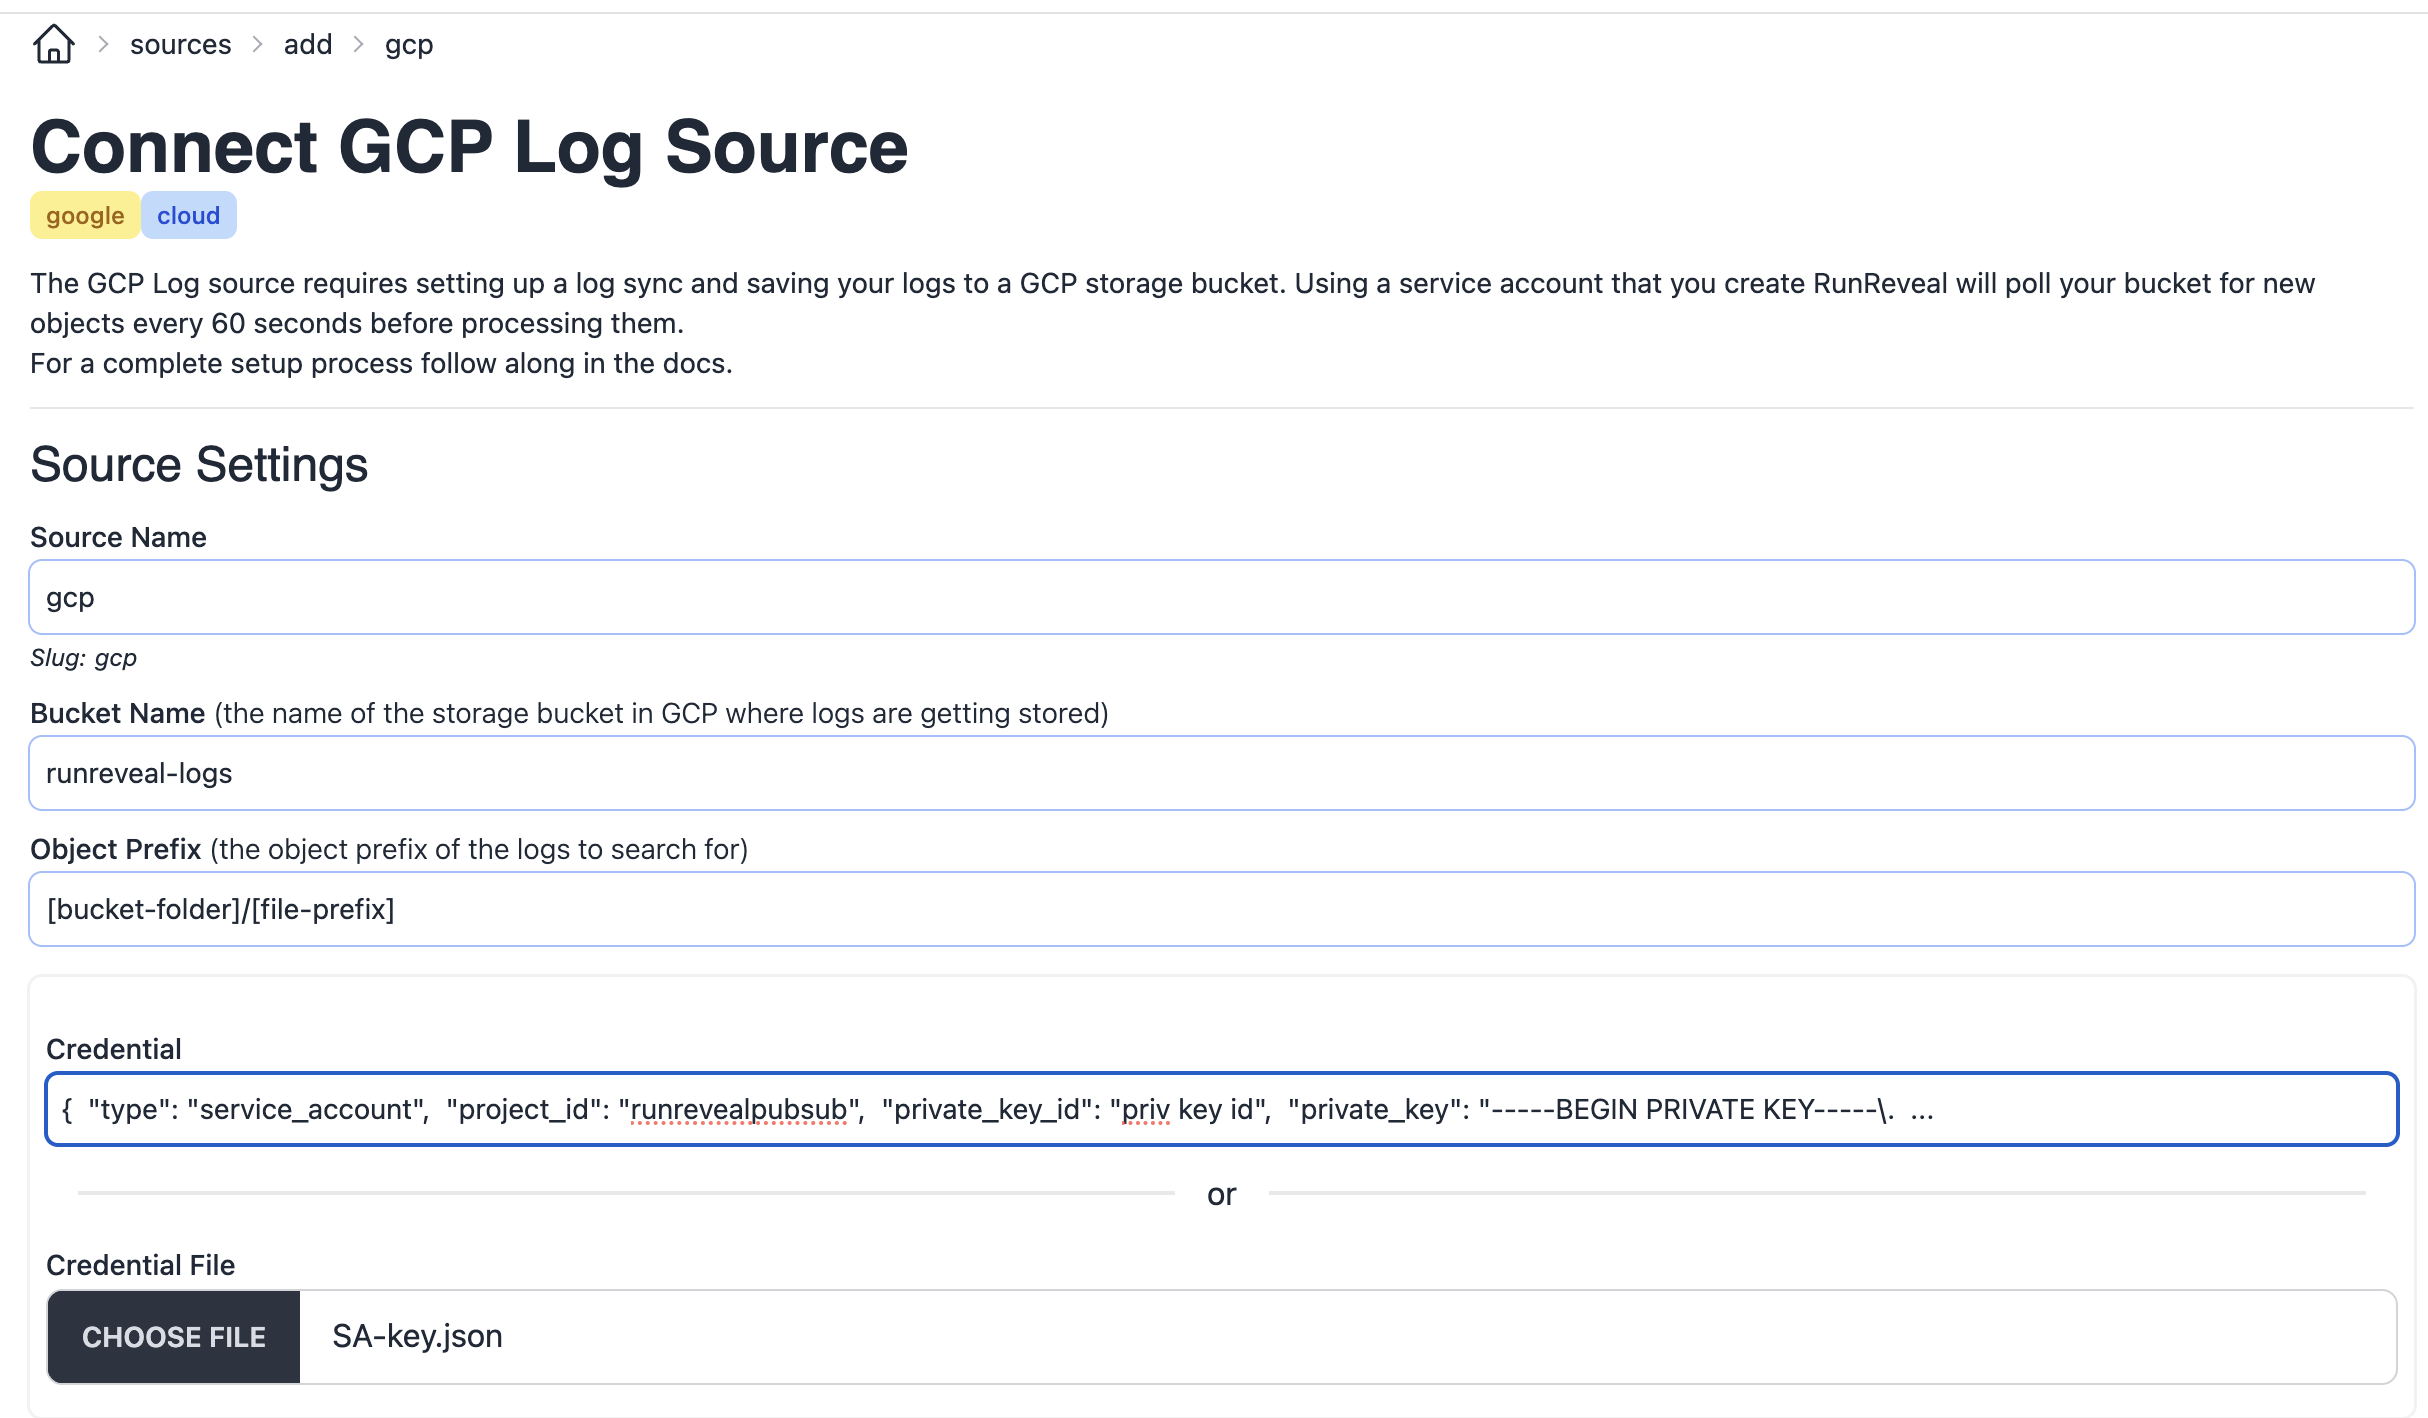 sources > add > gcp
Connect GCP Log Source
google cloud
The GCP Log source requires setting up a log sync and saving your logs to a GCP storage bucket. Using a service account that you create RunReveal will poll your bucket for new
objects every 60 seconds before processing them.
For a complete setup process follow along in the docs.
Source Settings
Source Name
gcp
Slug: gcp
Bucket Name (the name of the storage bucket in GCP where logs are getting stored)
runreveal-logs
Object Prefix (the object prefix of the logs to search for)
[bucket-folder]/[file-prefix]
Credential
{  "type": "service_account",  "project_id": "runrevealpubsub",  "private_key_id": "priv key id",  "private_key": "-----BEGIN PRIVATE KEY-----\.  ...
or
Credential File
CHOOSE FILE SA-key.json